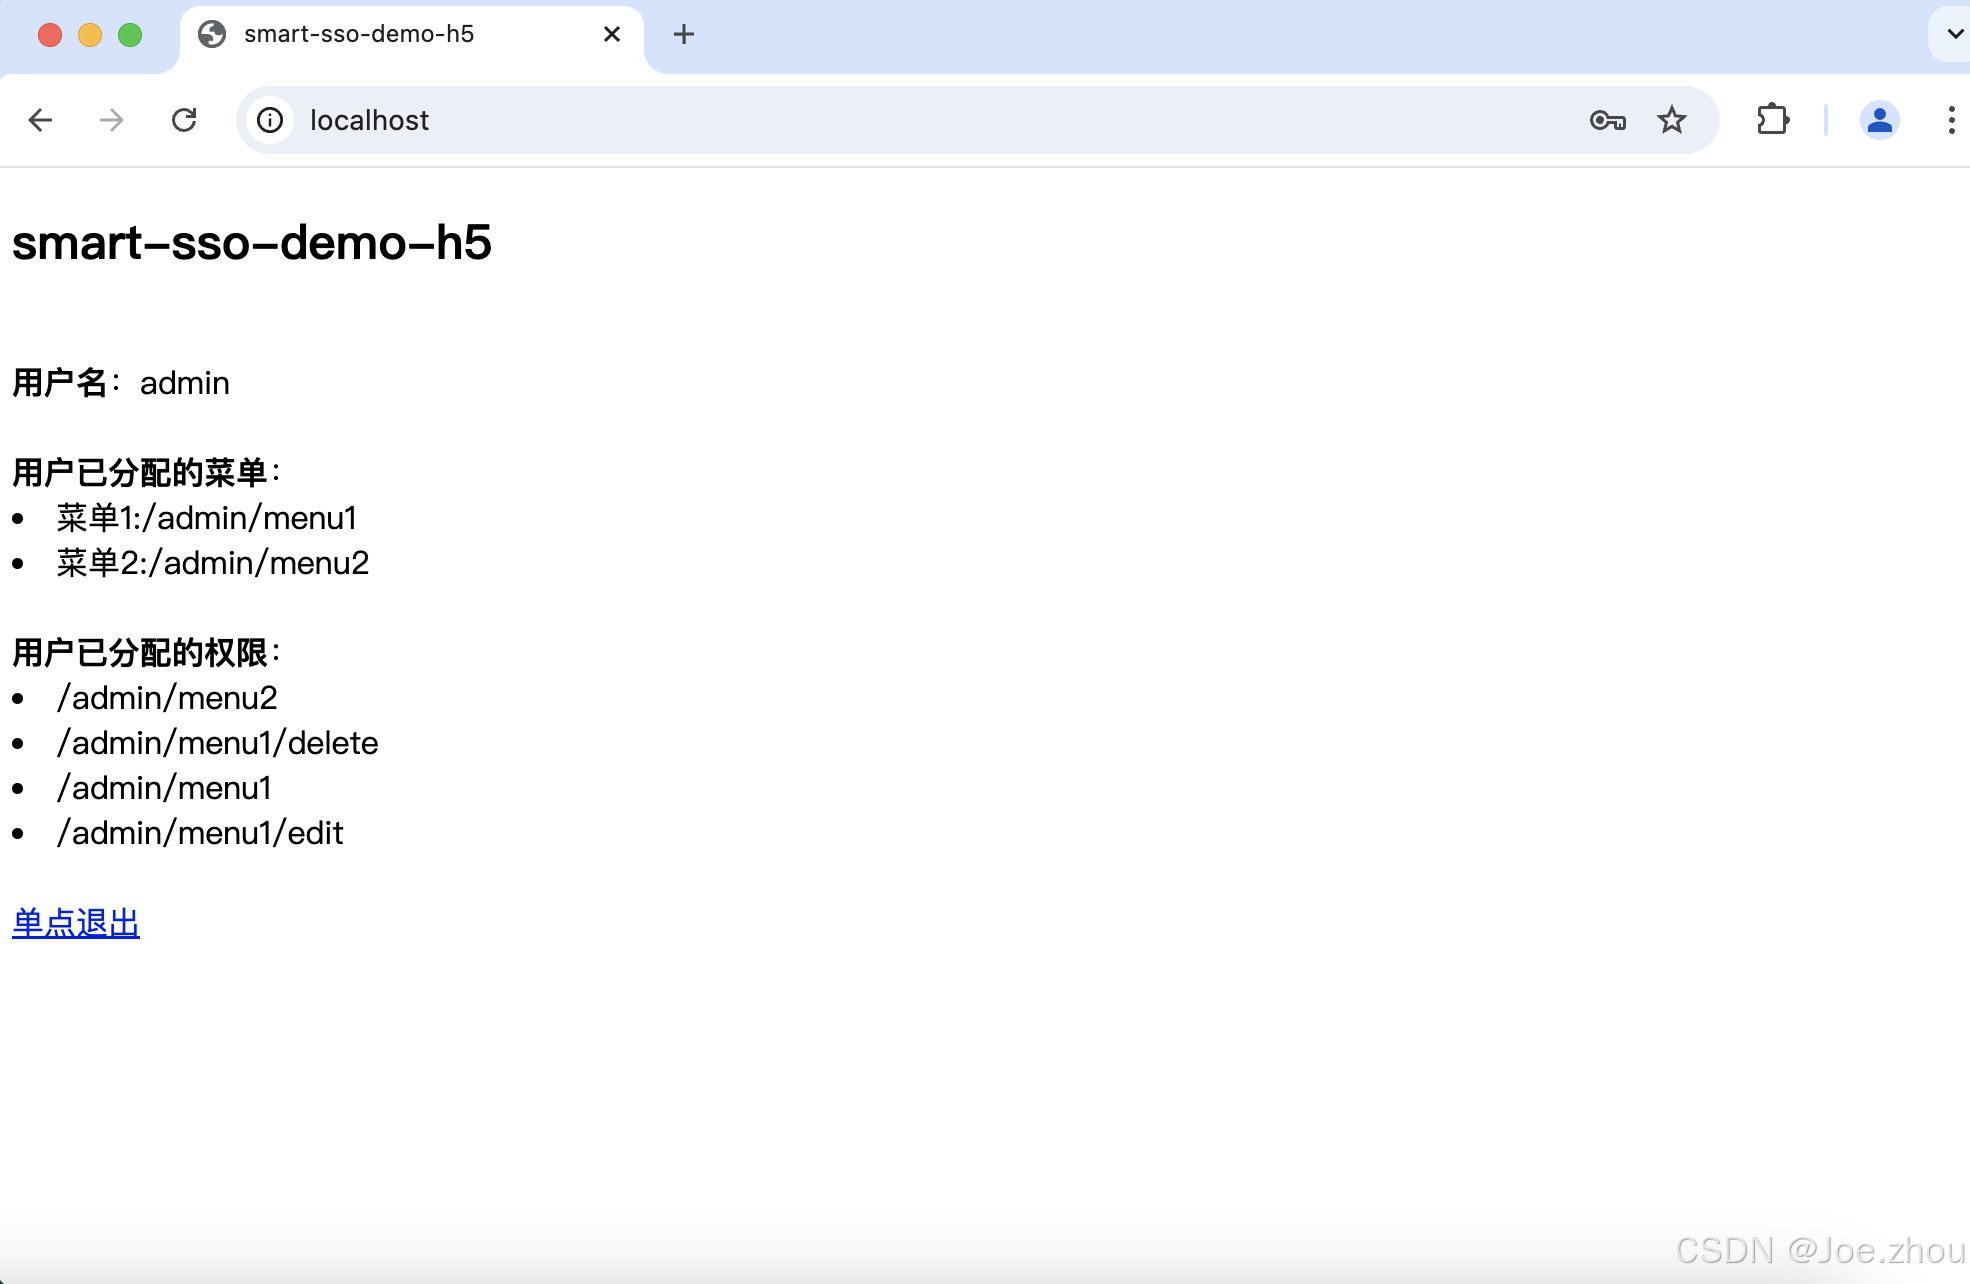 smart-sso-demo-h5
localhost
smart-sso-demo-h5
用户名：admin
用户已分配的菜单：
菜单1:/admin/menu1
菜单2:/admin/menu2
用户已分配的权限：
/admin/menu2
/admin/menu1/delete
/admin/menu1
/admin/menu1/edit
单点退出
CSDN @Joe.zhou